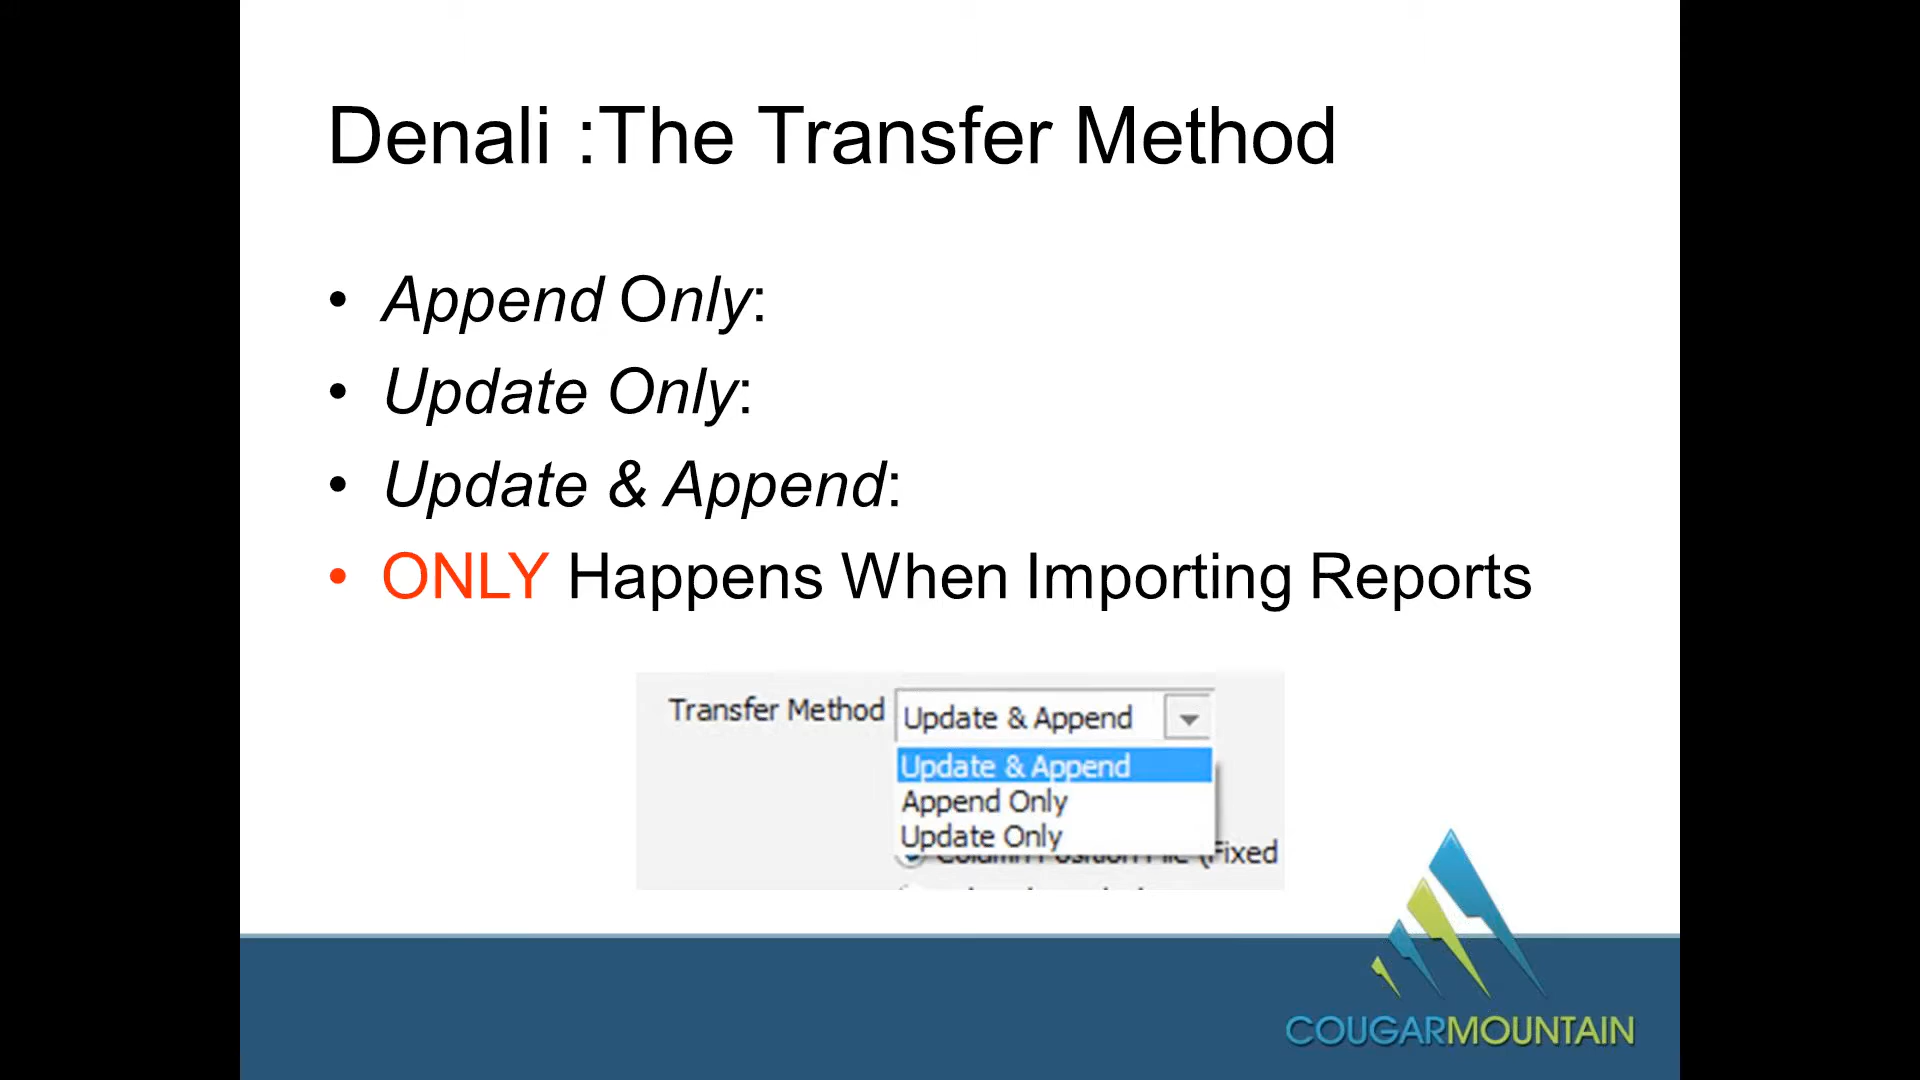 Denali :The Transfer Method
• Append Only:
• Update Only:
• Update & Append:
• ONLY Happens When Importing Reports
Transfer Method Update & Append
Update & Append
Append Only
Update Only
(Fixed
COUGARMOUNTAIN